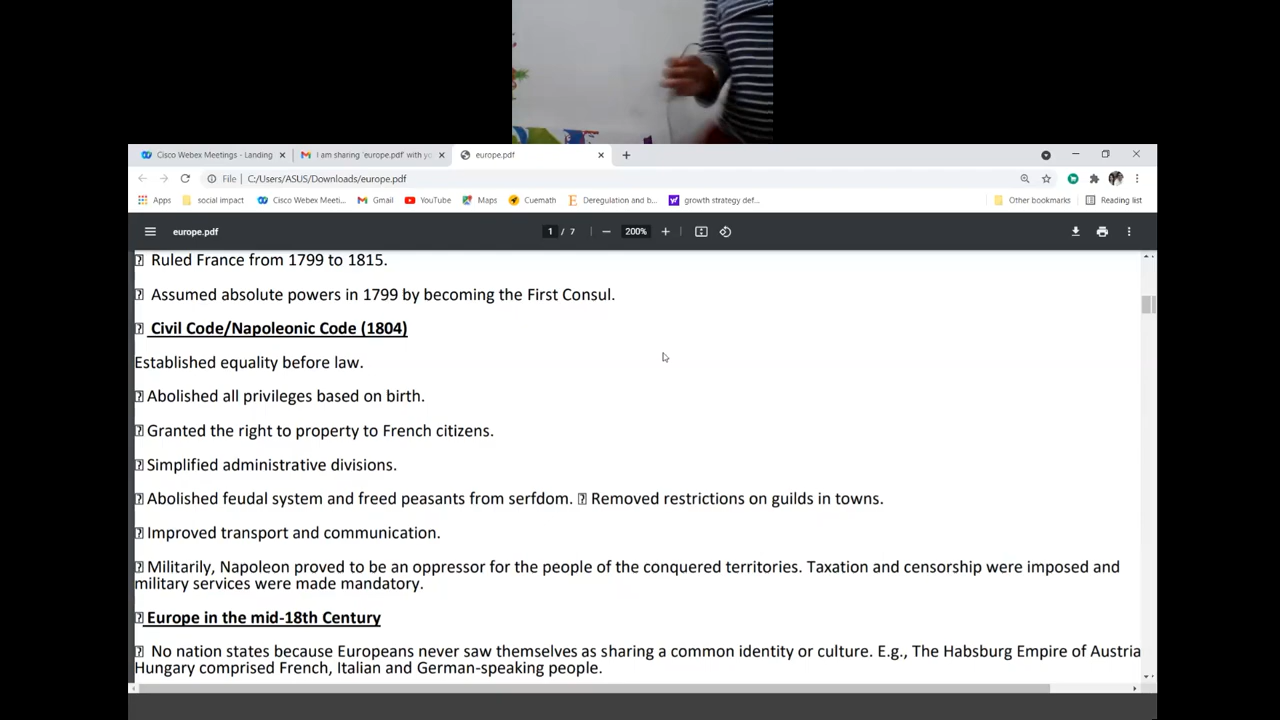 Cisco Webex Meetings - Landing
I am sharing 'europe.pdf' with yo
europe.pdf
File | C:/Users/ASUS/Downloads/europe.pdf
Apps social impact Cisco Webex Meeti... Gmail YouTube Maps Cuemath Deregulation and b... growth strategy def... Other bookmarks Reading list
europe.pdf 1 / 7 200%
Ruled France from 1799 to 1815.
Assumed absolute powers in 1799 by becoming the First Consul.
Civil Code/Napoleonic Code (1804)
Established equality before law.
Abolished all privileges based on birth.
Granted the right to property to French citizens.
Simplified administrative divisions.
Abolished feudal system and freed peasants from serfdom. Removed restrictions on guilds in towns.
Improved transport and communication.
Militarily, Napoleon proved to be an oppressor for the people of the conquered territories. Taxation and censorship were imposed and
military services were made mandatory.
Europe in the mid-18th Century
No nation states because Europeans never saw themselves as sharing a common identity or culture. E.g., The Habsburg Empire of Austria
Hungary comprised French, Italian and German-speaking people.